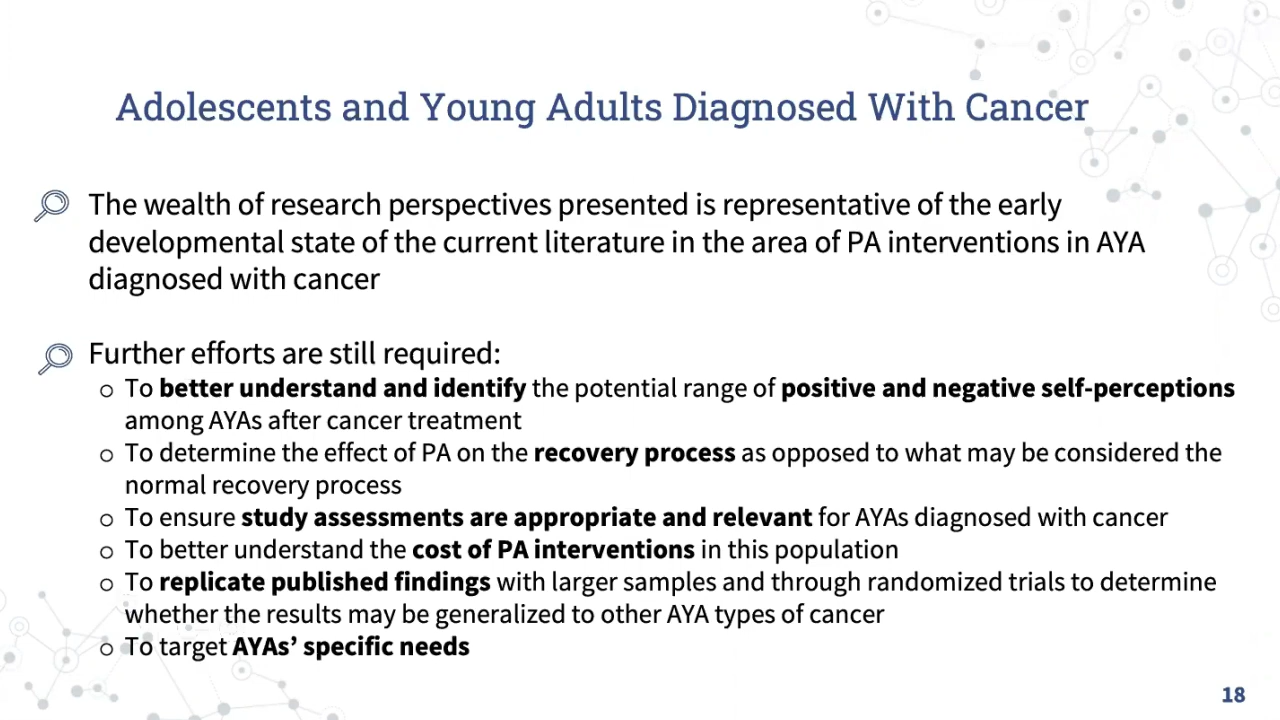 Adolescents and Young Adults Diagnosed With Cancer
The wealth of research perspectives presented is representative of the early
developmental state of the current literature in the area of PA interventions in AYA
diagnosed with cancer
Further efforts are still required:
o To better understand and identify the potential range of positive and negative self-perceptions
among AYAs after cancer treatment
o To determine the effect of PA on the recovery process as opposed to what may be considered the
normal recovery process
o To ensure study assessments are appropriate and relevant for AYAs diagnosed with cancer
o To better understand the cost of PA interventions in this population
o To replicate published findings with larger samples and through randomized trials to determine
whether the results may be generalized to other AYA types of cancer
o To target AYAs’ specific needs
18